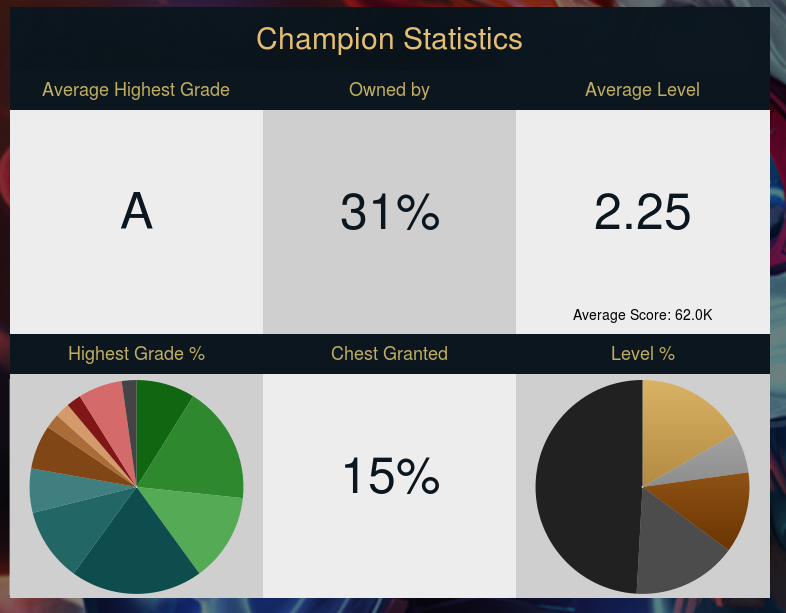 Champion Statistics
Average Highest Grade
Owned by
Average Level
A
31%
2.25
Average Score: 62.0K
Highest Grade %
Chest Granted
Level %
15%